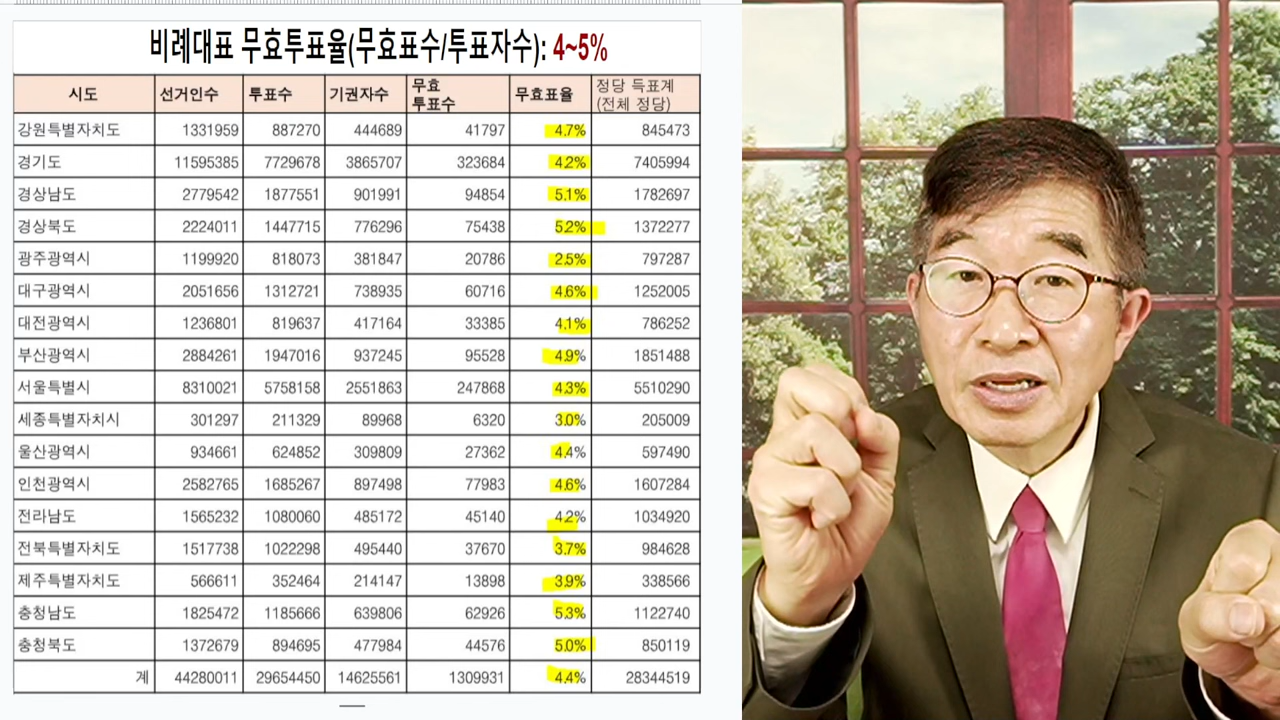 비례대표 무효투표율(무효표수/투표자수): 4~5%
시도 선거인수 투표수 기권자수 무효 투표수 무효표율 정당 득표계 (전체 정당)
강원특별자치도 1331959 887270 444689 41797 4.7% 845473
경기도 11595385 7729678 3865707 323684 4.2% 7405994
경상남도 2779542 1877551 901991 94854 5.1% 1782697
경상북도 2224011 1447715 776296 75438 5.2% 1372277
광주광역시 1199920 818073 381847 20786 2.5% 797287
대구광역시 2051656 1312721 738935 60716 4.6% 1252005
대전광역시 1236801 819637 417164 33385 4.1% 786252
부산광역시 2884261 1947016 937245 95528 4.9% 1851488
서울특별시 8310021 5758158 2551863 247868 4.3% 5510290
세종특별자치시 301297 211329 89968 6320 3.0% 205009
울산광역시 934661 624852 309809 27362 4.4% 597490
인천광역시 2582765 1685267 897498 77983 4.6% 1607284
전라남도 1565232 1080060 485172 45140 4.2% 1034920
전북특별자치도 1517738 1022298 495440 37670 3.7% 984628
제주특별자치도 566611 352464 214147 13898 3.9% 338566
충청남도 1825472 1185666 639806 62926 5.3% 1122740
충청북도 1372679 894695 477984 44576 5.0% 850119
계 44280011 29654450 14625561 1309931 4.4% 28344519